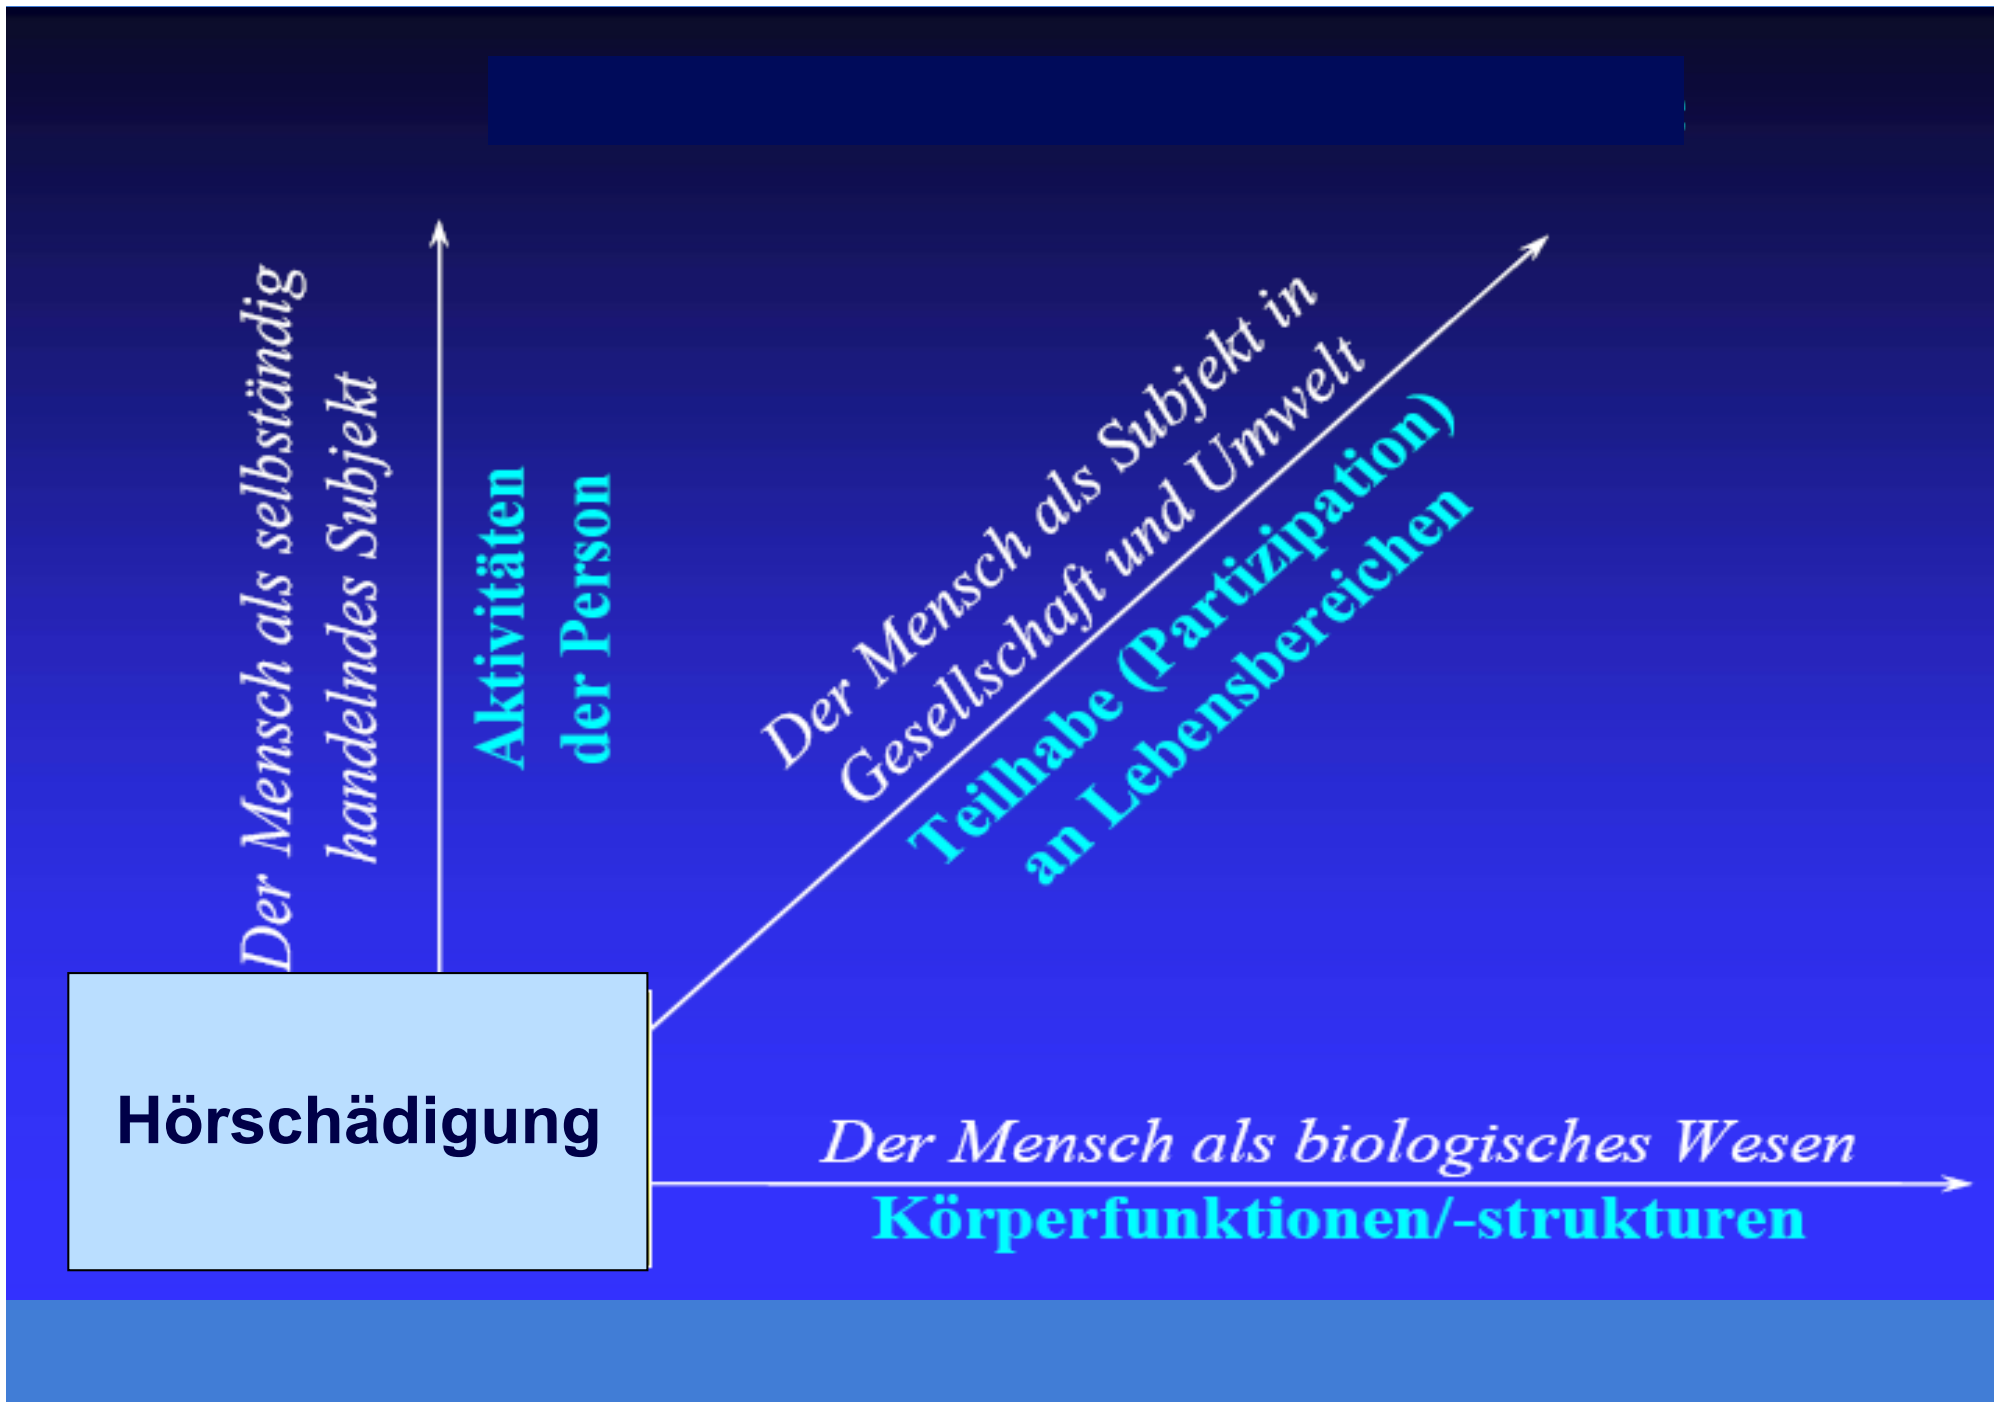 Der Mensch als selbständig
handelndes Subjekt
Aktivitäten
der Person
Der Mensch als Subjekt in
Gesellschaft und Umwelt
Teilhabe (Partizipation)
an Lebensbereichen
Hörschädigung
Der Mensch als biologisches Wesen
Körperfunktionen/-strukturen